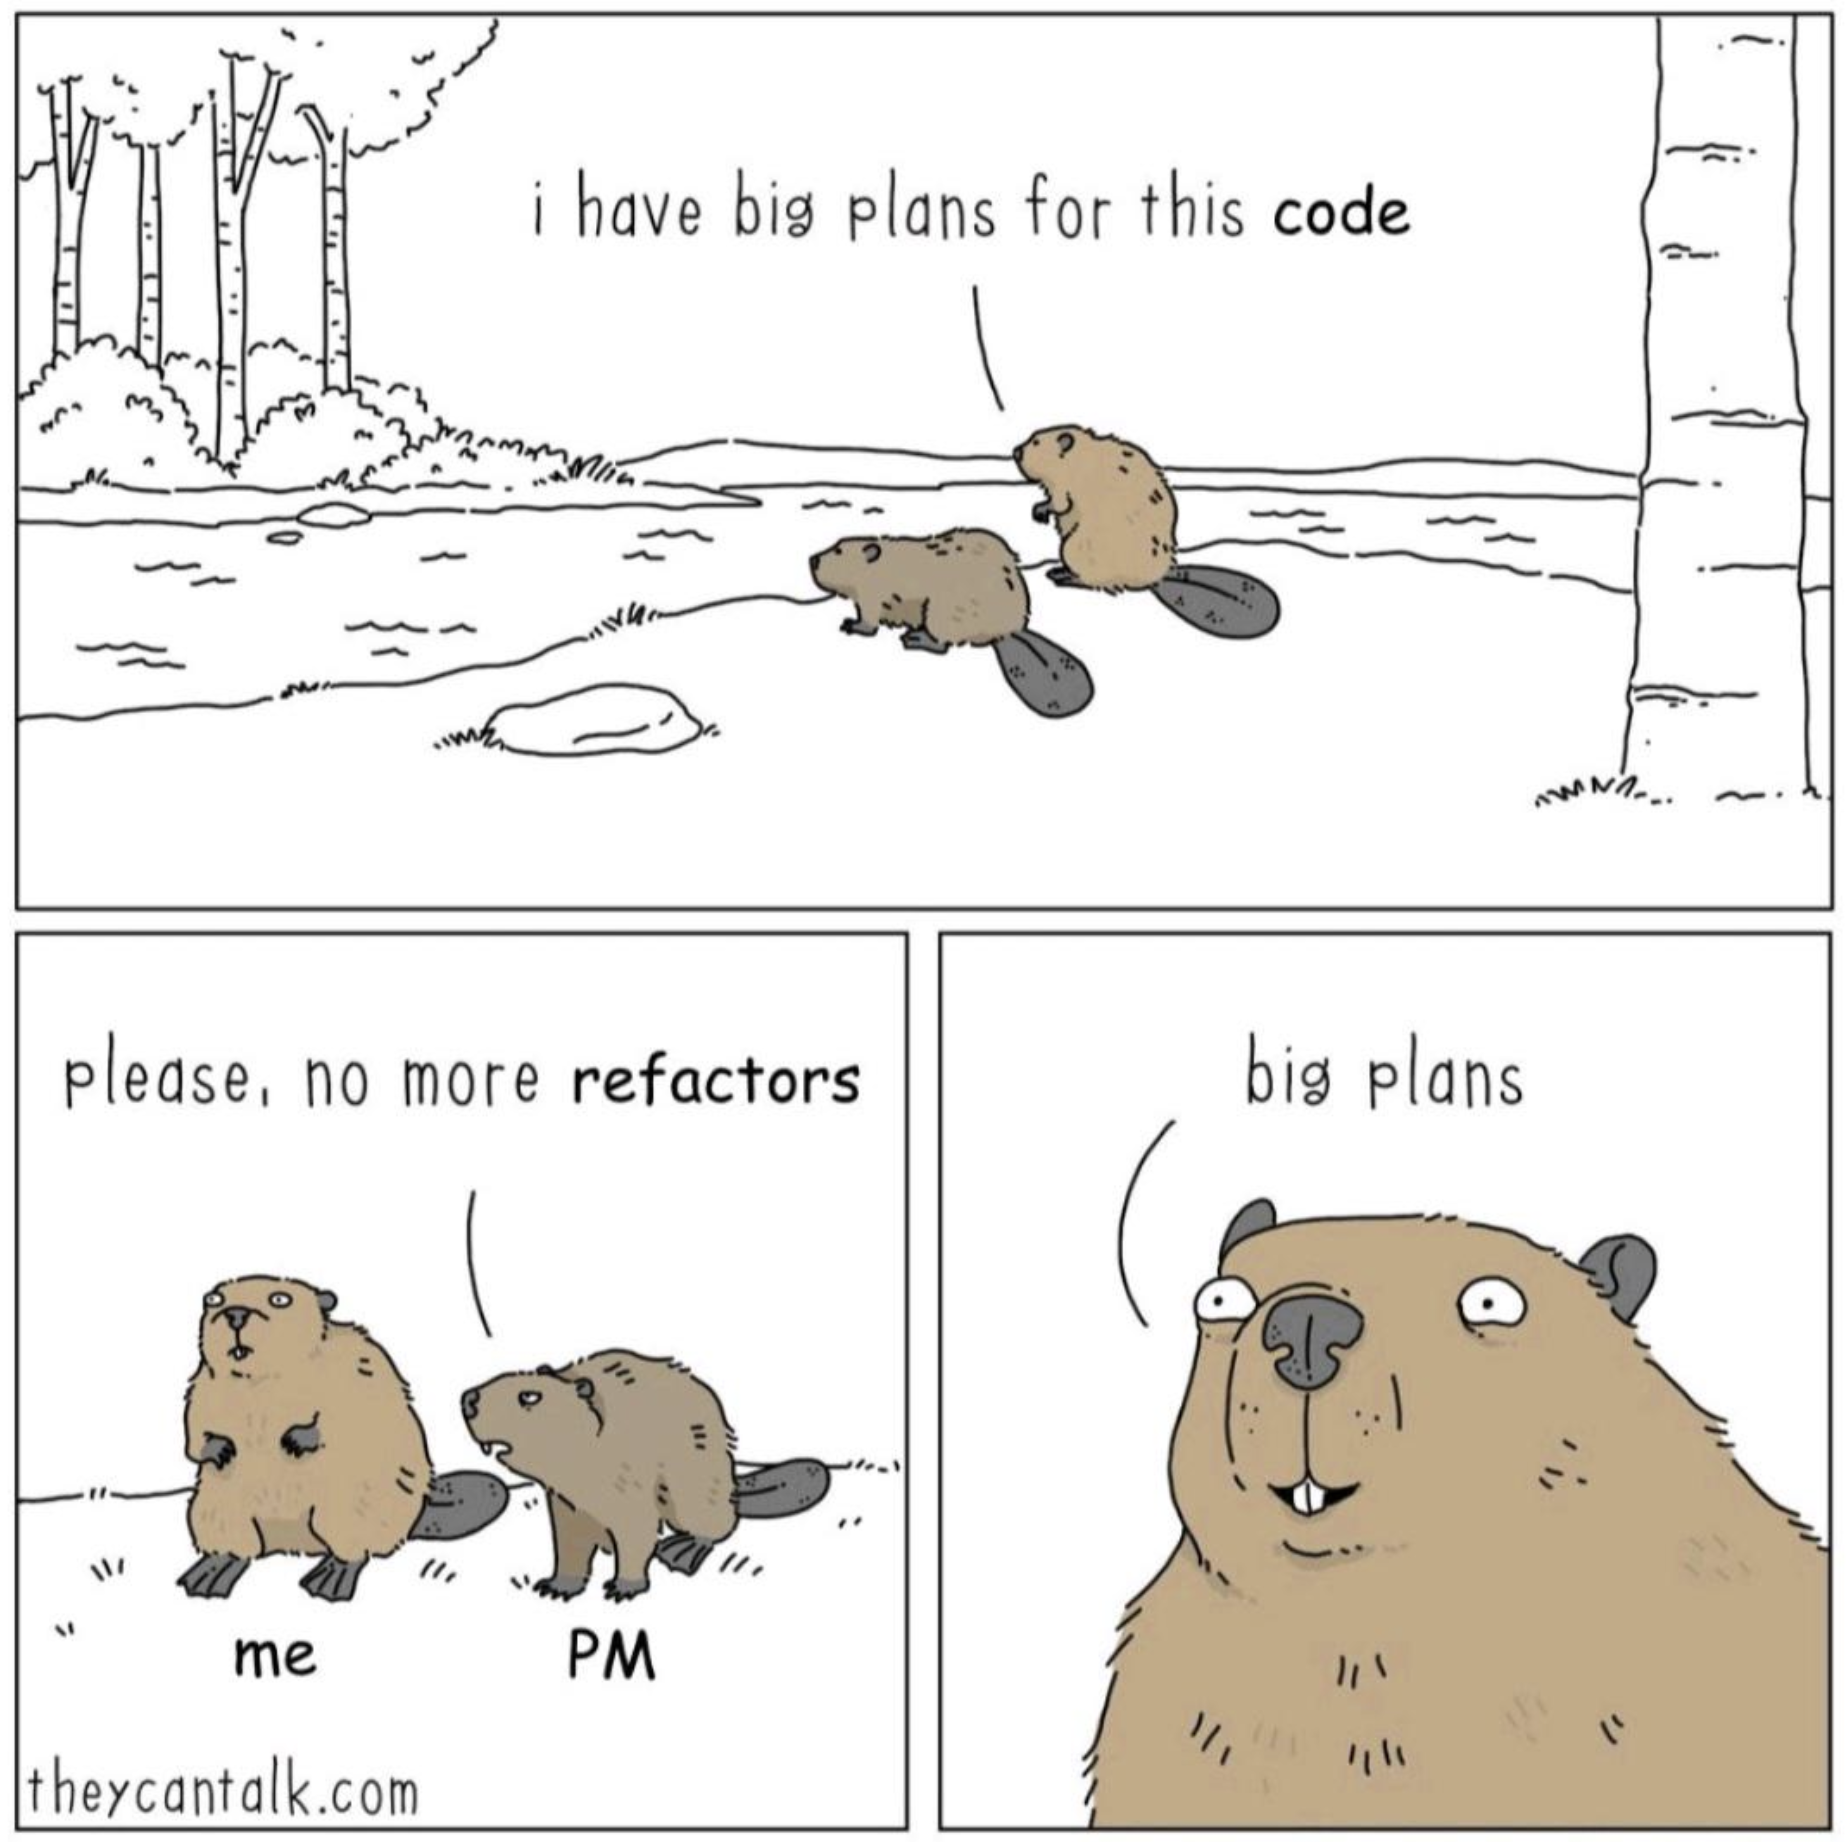 i have big plans for this code
please, no more refactors
me
PM
theycantalk.com
big plans